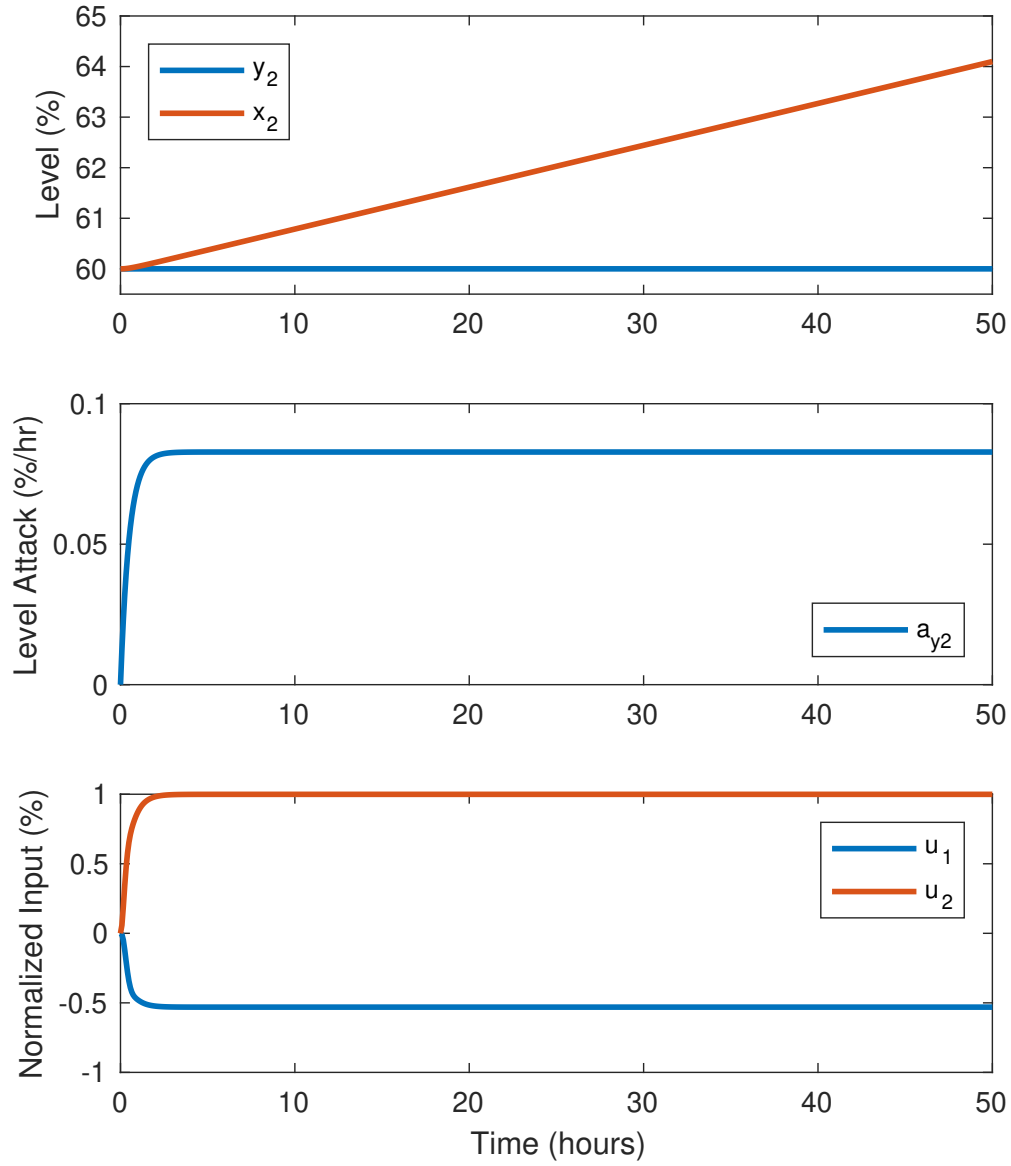 65
64
63
62
61
60
Level (%)
y2
x2
0 10 20 30 40 50
0.1
0.05
0
Level Attack (%/hr)
ay2
0 10 20 30 40 50
1
0.5
0
-0.5
-1
Normalized Input (%)
u1
u2
0 10 20 30 40 50
Time (hours)